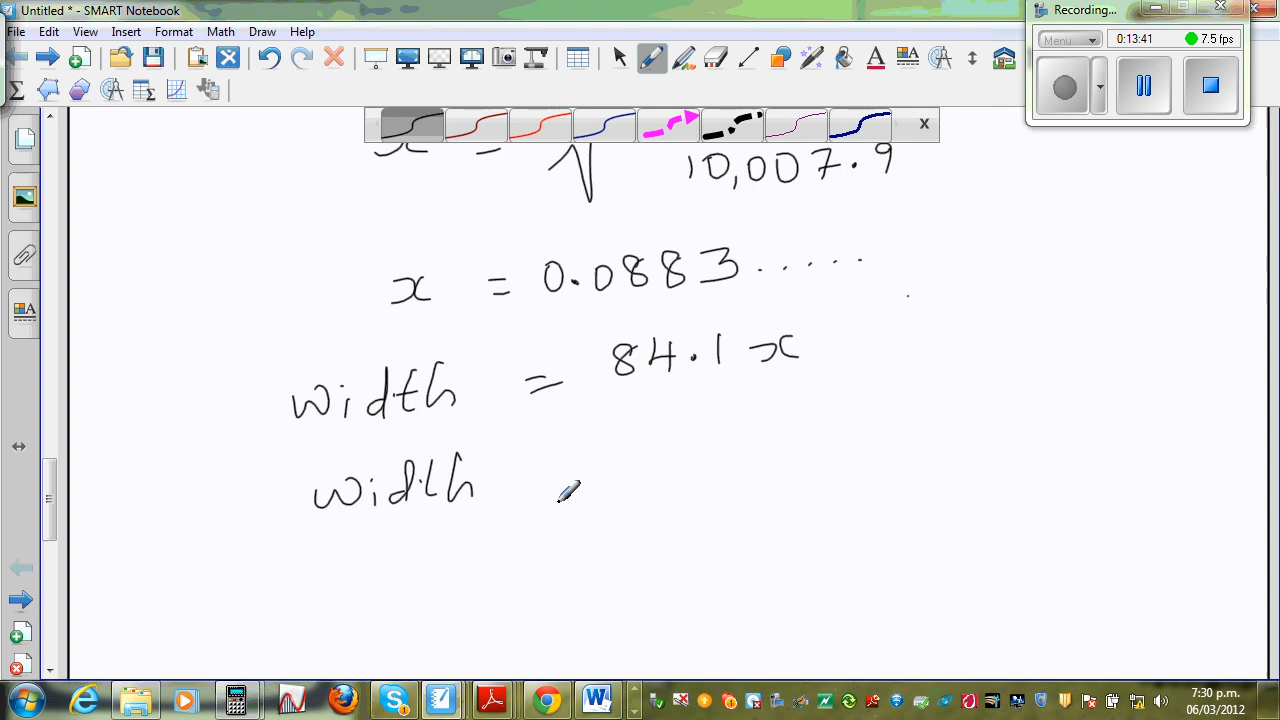 Untitled * - SMART Notebook
File Edit View Insert Format Math Draw Help
Recording...
Menu 0:13:41 7.5 fps
x
x = √ 10,007.9
x = 0.0883.....
width = 84.1x
width
7:30 p.m.
06/03/2012